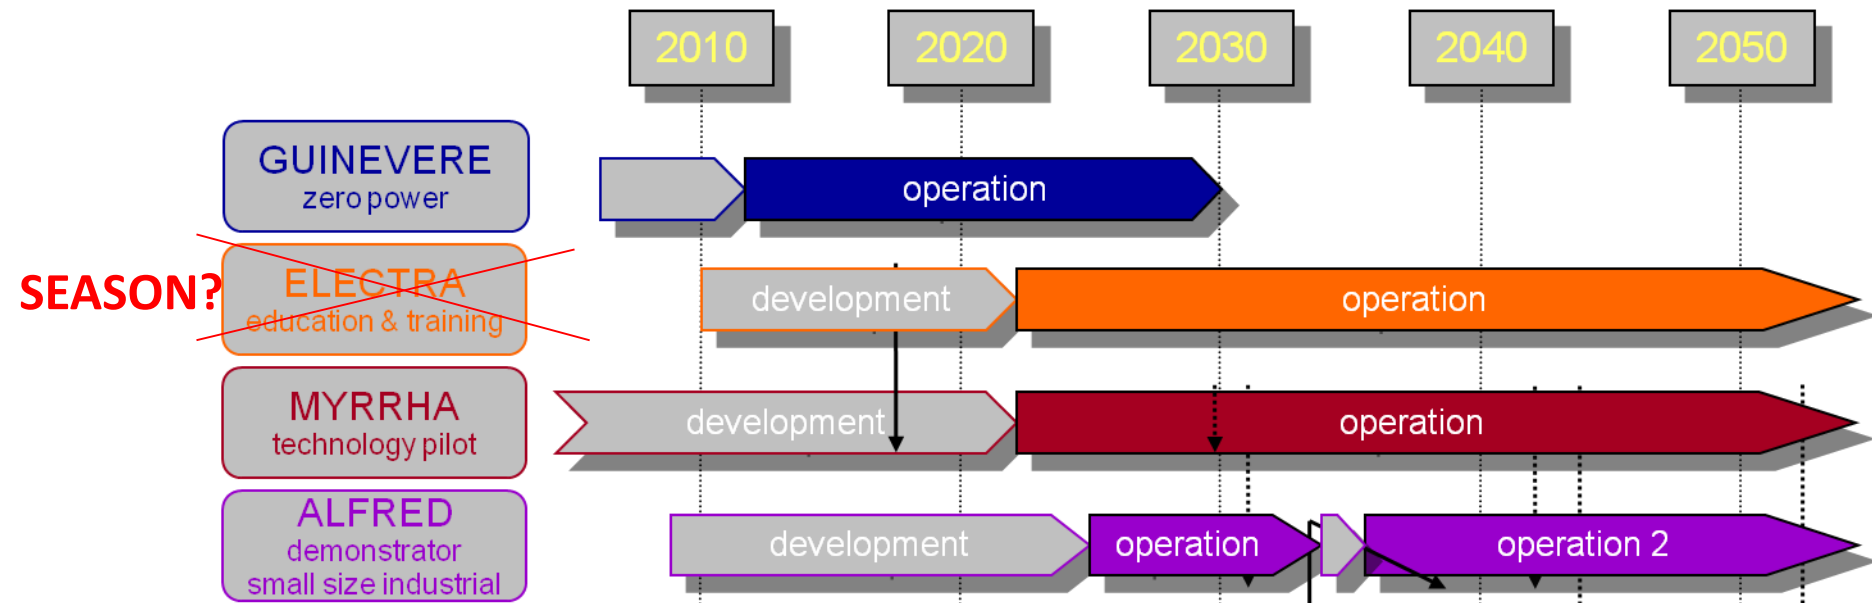 2010 2020 2030 2040 2050
GUINEVERE
zero power
operation
SEASON?
ELECTRA
education & training
development operation
MYRRHA
technology pilot
development operation
ALFRED
demonstrator
small size industrial
development operation operation 2